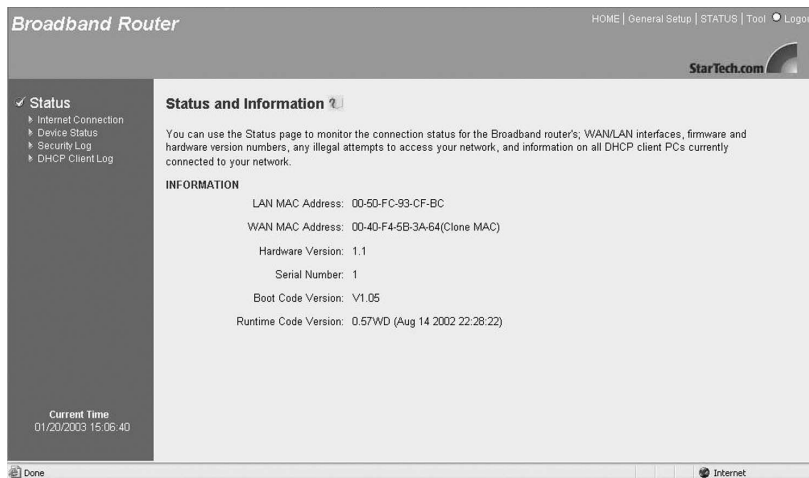 Broadband Router
HOME | General Setup | STATUS | Tool Logou
StarTech.com
Status
Internet Connection
Device Status
Security Log
DHCP Client Log
Current Time
01/20/2003 15:06:40
Status and Information
You can use the Status page to monitor the connection status for the Broadband router's; WAN/LAN interfaces, firmware and
hardware version numbers, any illegal attempts to access your network, and information on all DHCP client PCs currently
connected to your network.
INFORMATION
LAN MAC Address: 00-50-FC-93-CF-BC
WAN MAC Address: 00-40-F4-5B-3A-64(Clone MAC)
Hardware Version: 1.1
Serial Number: 1
Boot Code Version: V1.05
Runtime Code Version: 0.57WD (Aug 14 2002 22:28:22)
Done
Internet